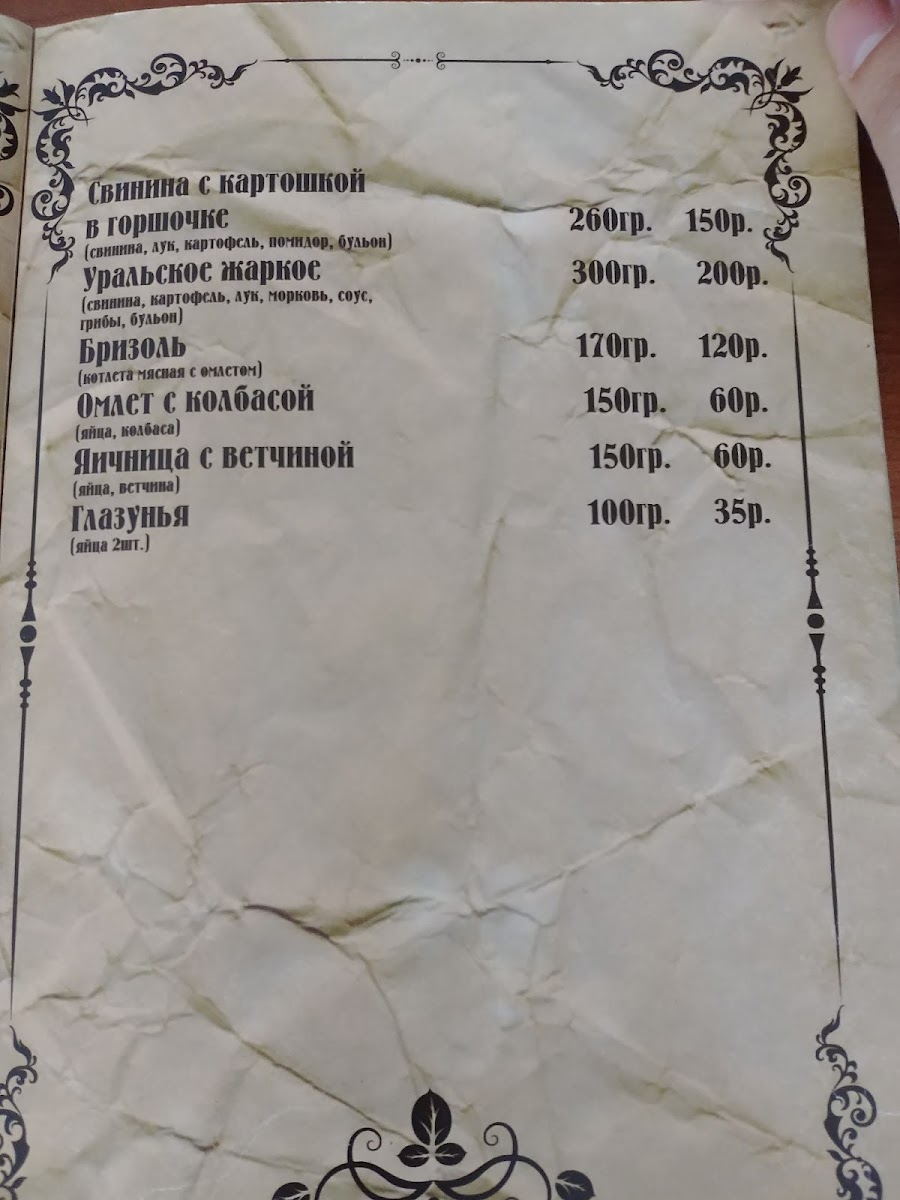 Свинина с картошкой
в горшочке 260гр. 150р.
(свинина, лук, картофель, помидор, бульон)
Уральское жаркое 300гр. 200р.
(свинина, картофель, лук, морковь, соус,
грибы, бульон)
Бризоль 170гр. 120р.
(котлета мясная с омлетом)
Омлет с колбасой 150гр. 60р.
(яйца, колбаса)
Яичница с ветчиной 150гр. 60р.
(яйца, ветчина)
Глазунья 100гр. 35р.
(яйца 2шт.)